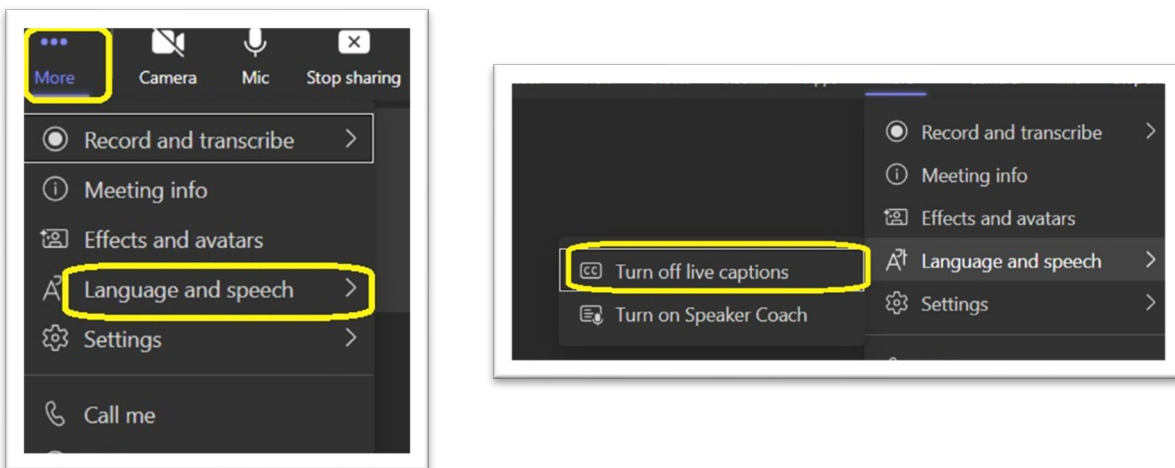 More Camera Mic Stop sharing
Record and transcribe
Meeting info
Effects and avatars
Language and speech
Settings
Call me
Record and transcribe
Meeting info
Effects and avatars
CC Turn off live captions
Language and speech
Turn on Speaker Coach
Settings